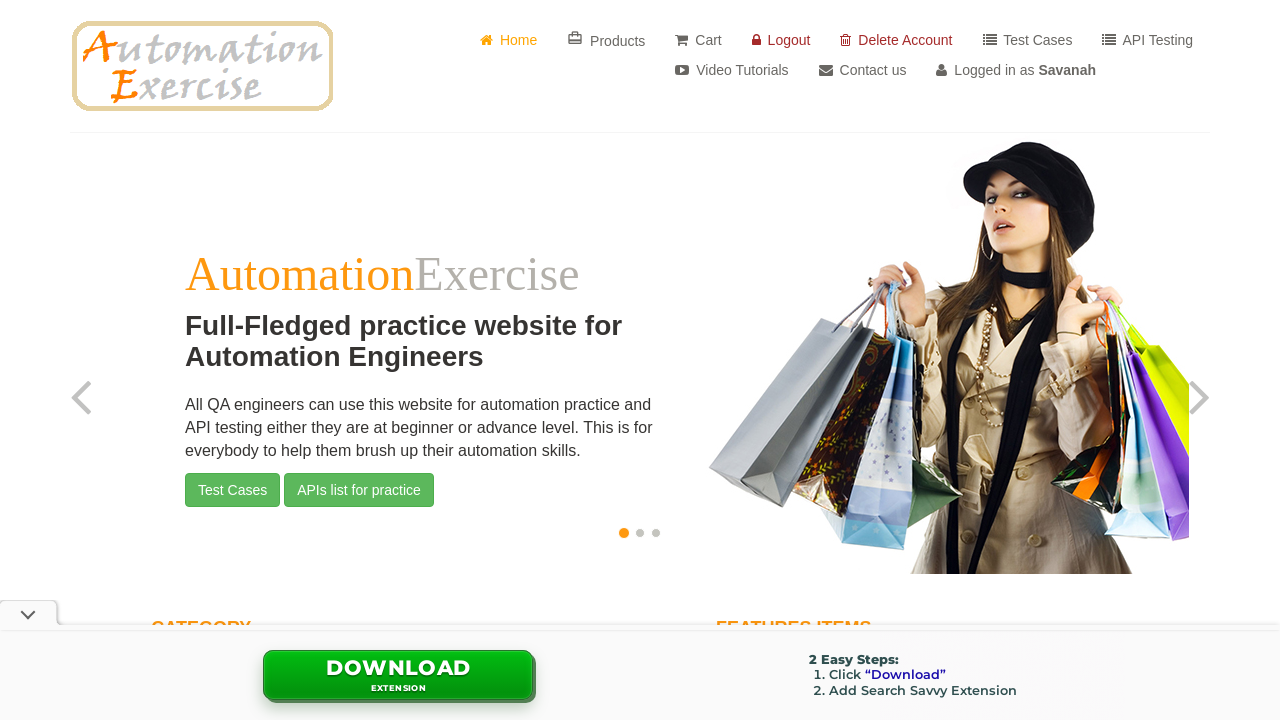 Automation
Exercise
Home
Products
Cart
Logout
Delete Account
Test Cases
API Testing
Video Tutorials
Contact us
Logged in as Savanah
AutomationExercise
Full-Fledged practice website for
Automation Engineers
All QA engineers can use this website for automation practice and
API testing either they are at beginner or advance level. This is for
everybody to help them brush up their automation skills.
Test Cases
APIs list for practice
CATEGORY
FEATURES ITEMS
DOWNLOAD
EXTENSION
2 Easy Steps:
1. Click “Download”
2. Add Search Savvy Extension